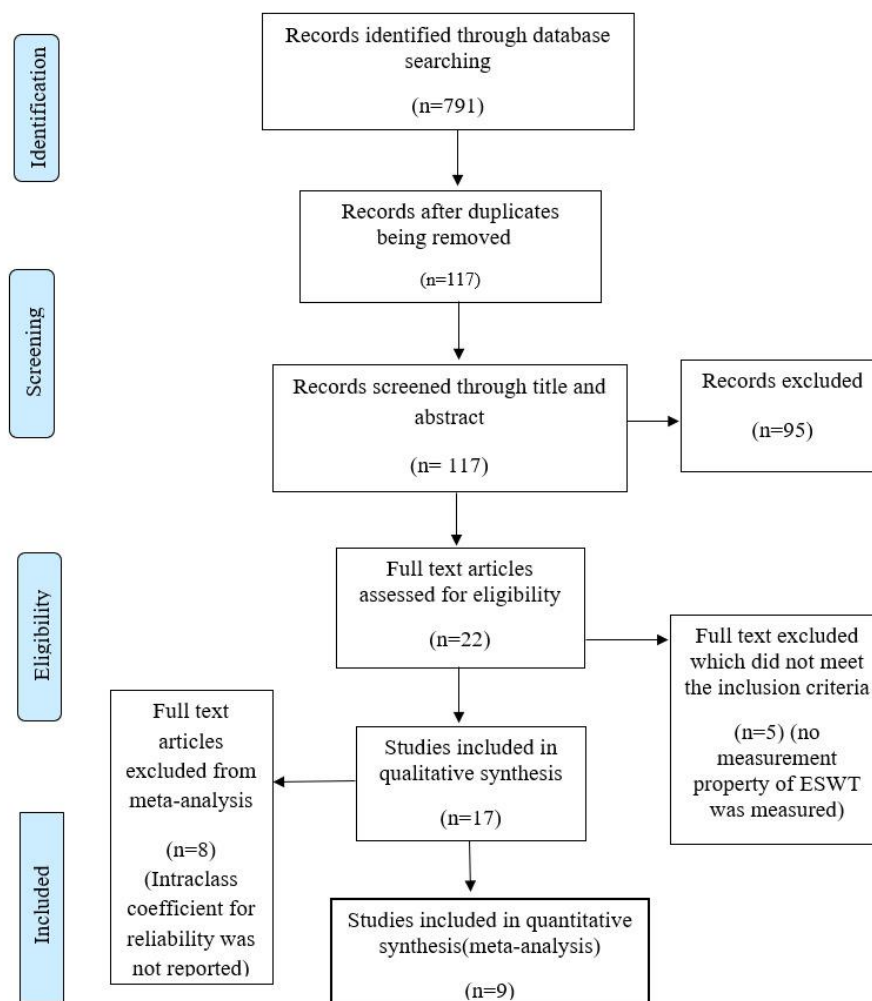 Identification
Records identified through database
searching
(n=791)
Records after duplicates
being removed
(n=117)
Screening
Records screened through title and
abstract
(n= 117)
Records excluded
(n=95)
Eligibility
Full text articles
assessed for eligibility
(n=22)
Full text excluded
which did not meet
the inclusion criteria
(n=5) (no
measurement
property of ESWT
was measured)
Studies included in
qualitative synthesis
(n=17)
Full text
articles
excluded from
meta-analysis
(n=8)
(Intraclass
coefficient for
reliability was
not reported)
Included
Studies included in quantitative
synthesis(meta-analysis)
(n=9)